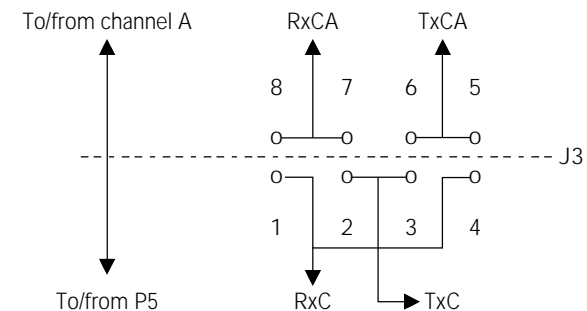 To/from channel A RxCA TxCA
8 7 6 5
J3
1 2 3 4
To/from P5 RxC TxC